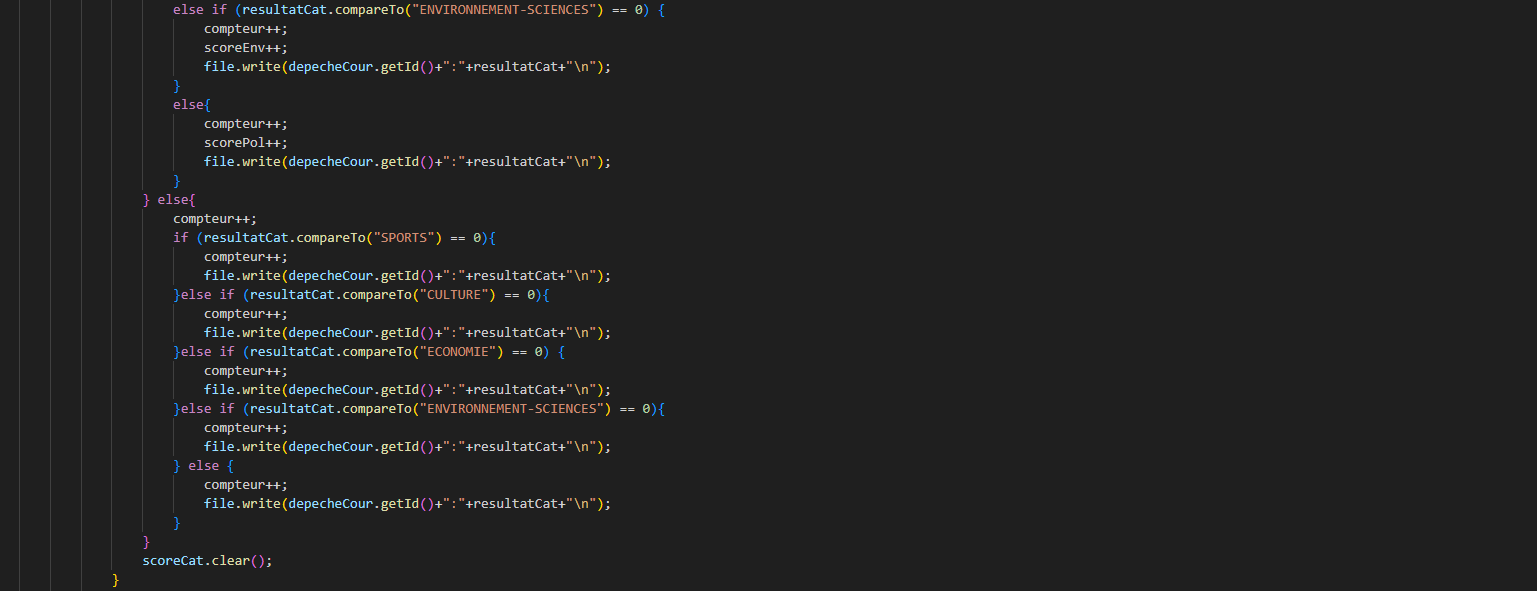 else if (resultatCat.compareTo("ENVIRONNEMENT-SCIENCES") == 0) {
compteur++;
scoreEnv++;
file.write(depecheCour.getId()+":"+resultatCat+"\n");
}
else{
compteur++;
scorePol++;
file.write(depecheCour.getId()+":"+resultatCat+"\n");
}
} else{
compteur++;
if (resultatCat.compareTo("SPORTS") == 0){
compteur++;
file.write(depecheCour.getId()+":"+resultatCat+"\n");
}else if (resultatCat.compareTo("CULTURE") == 0){
compteur++;
file.write(depecheCour.getId()+":"+resultatCat+"\n");
}else if (resultatCat.compareTo("ECONOMIE") == 0) {
compteur++;
file.write(depecheCour.getId()+":"+resultatCat+"\n");
}else if (resultatCat.compareTo("ENVIRONNEMENT-SCIENCES") == 0){
compteur++;
file.write(depecheCour.getId()+":"+resultatCat+"\n");
} else {
compteur++;
file.write(depecheCour.getId()+":"+resultatCat+"\n");
}
}
scoreCat.clear();
}